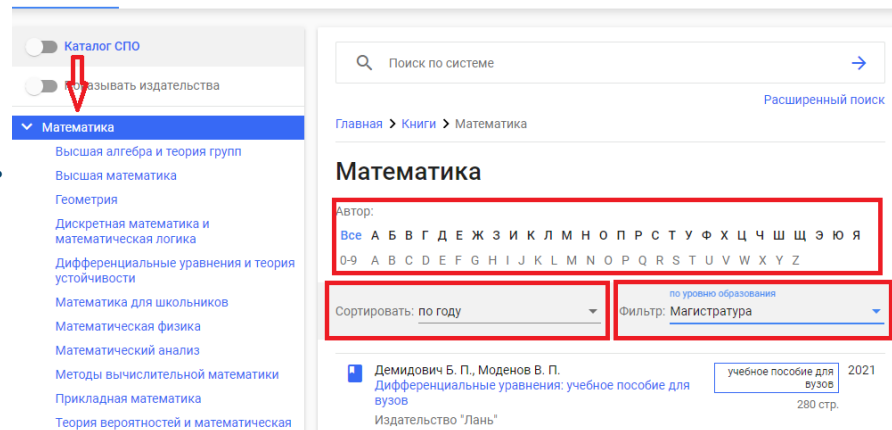 Каталог СПО
Показывать издательства
Математика
Высшая алгебра и теория групп
Высшая математика
Геометрия
Дискретная математика и
математическая логика
Дифференциальные уравнения и теория
устойчивости
Математика для школьников
Математическая физика
Математический анализ
Методы вычислительной математики
Прикладная математика
Теория вероятностей и математическая
Поиск по системе
Расширенный поиск
Главная > Книги > Математика
Математика
Автор:
Все А Б В Г Д Е Ж З И К Л М Н О П Р С Т У Ф Х Ц Ч Ш Щ Э Ю Я
0-9 A B C D E F G H I J K L M N O P Q R S T U V W X Y Z
Сортировать: по году
по уровню образования
Фильтр: Магистратура
Демидович Б. П., Моденов В. П.
Дифференциальные уравнения: учебное пособие для
вузов
Издательство "Лань"
учебное пособие для
вузов
2021
280 стр.